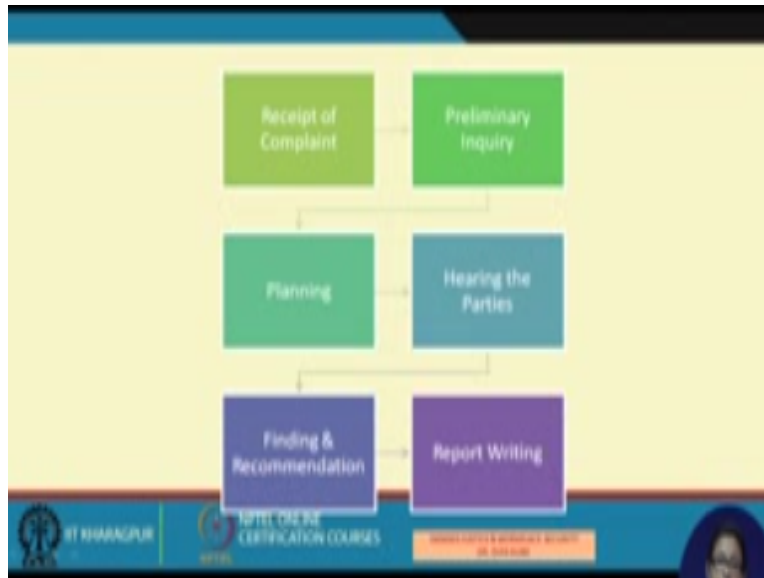 Receipt of
Complaint
Preliminary
Inquiry
Planning
Hearing the
Parties
Finding &
Recommendation
Report Writing
IIT KHARAGPUR
NPTEL ONLINE
CERTIFICATION COURSES
NPTEL